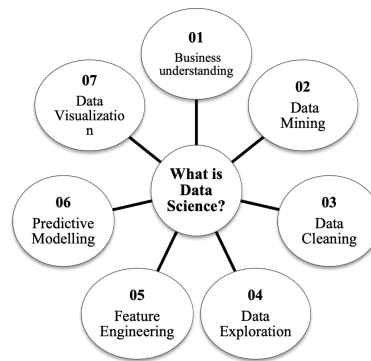 01
Business
understanding
02
Data
Mining
03
Data
Cleaning
04
Data
Exploration
05
Feature
Engineering
06
Predictive
Modelling
07
Data
Visualizatio
n
What is
Data
Science?